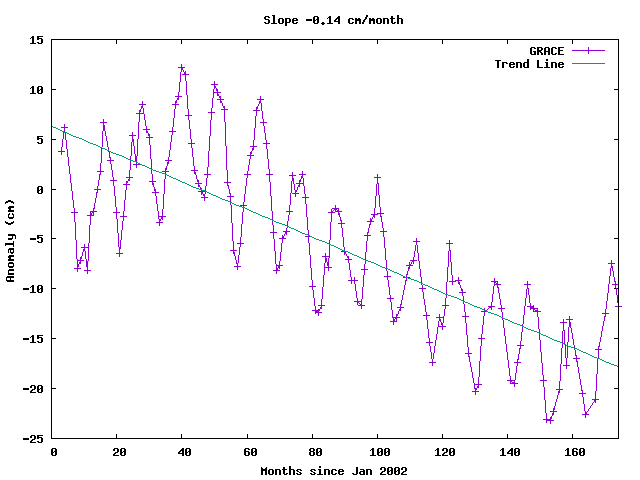 Slope -0.14 cm/month
GRACE
Trend Line
15
10
5
0
-5
-10
-15
-20
-25
Anomaly (cm)
0 20 40 60 80 100 120 140 160
Months since Jan 2002